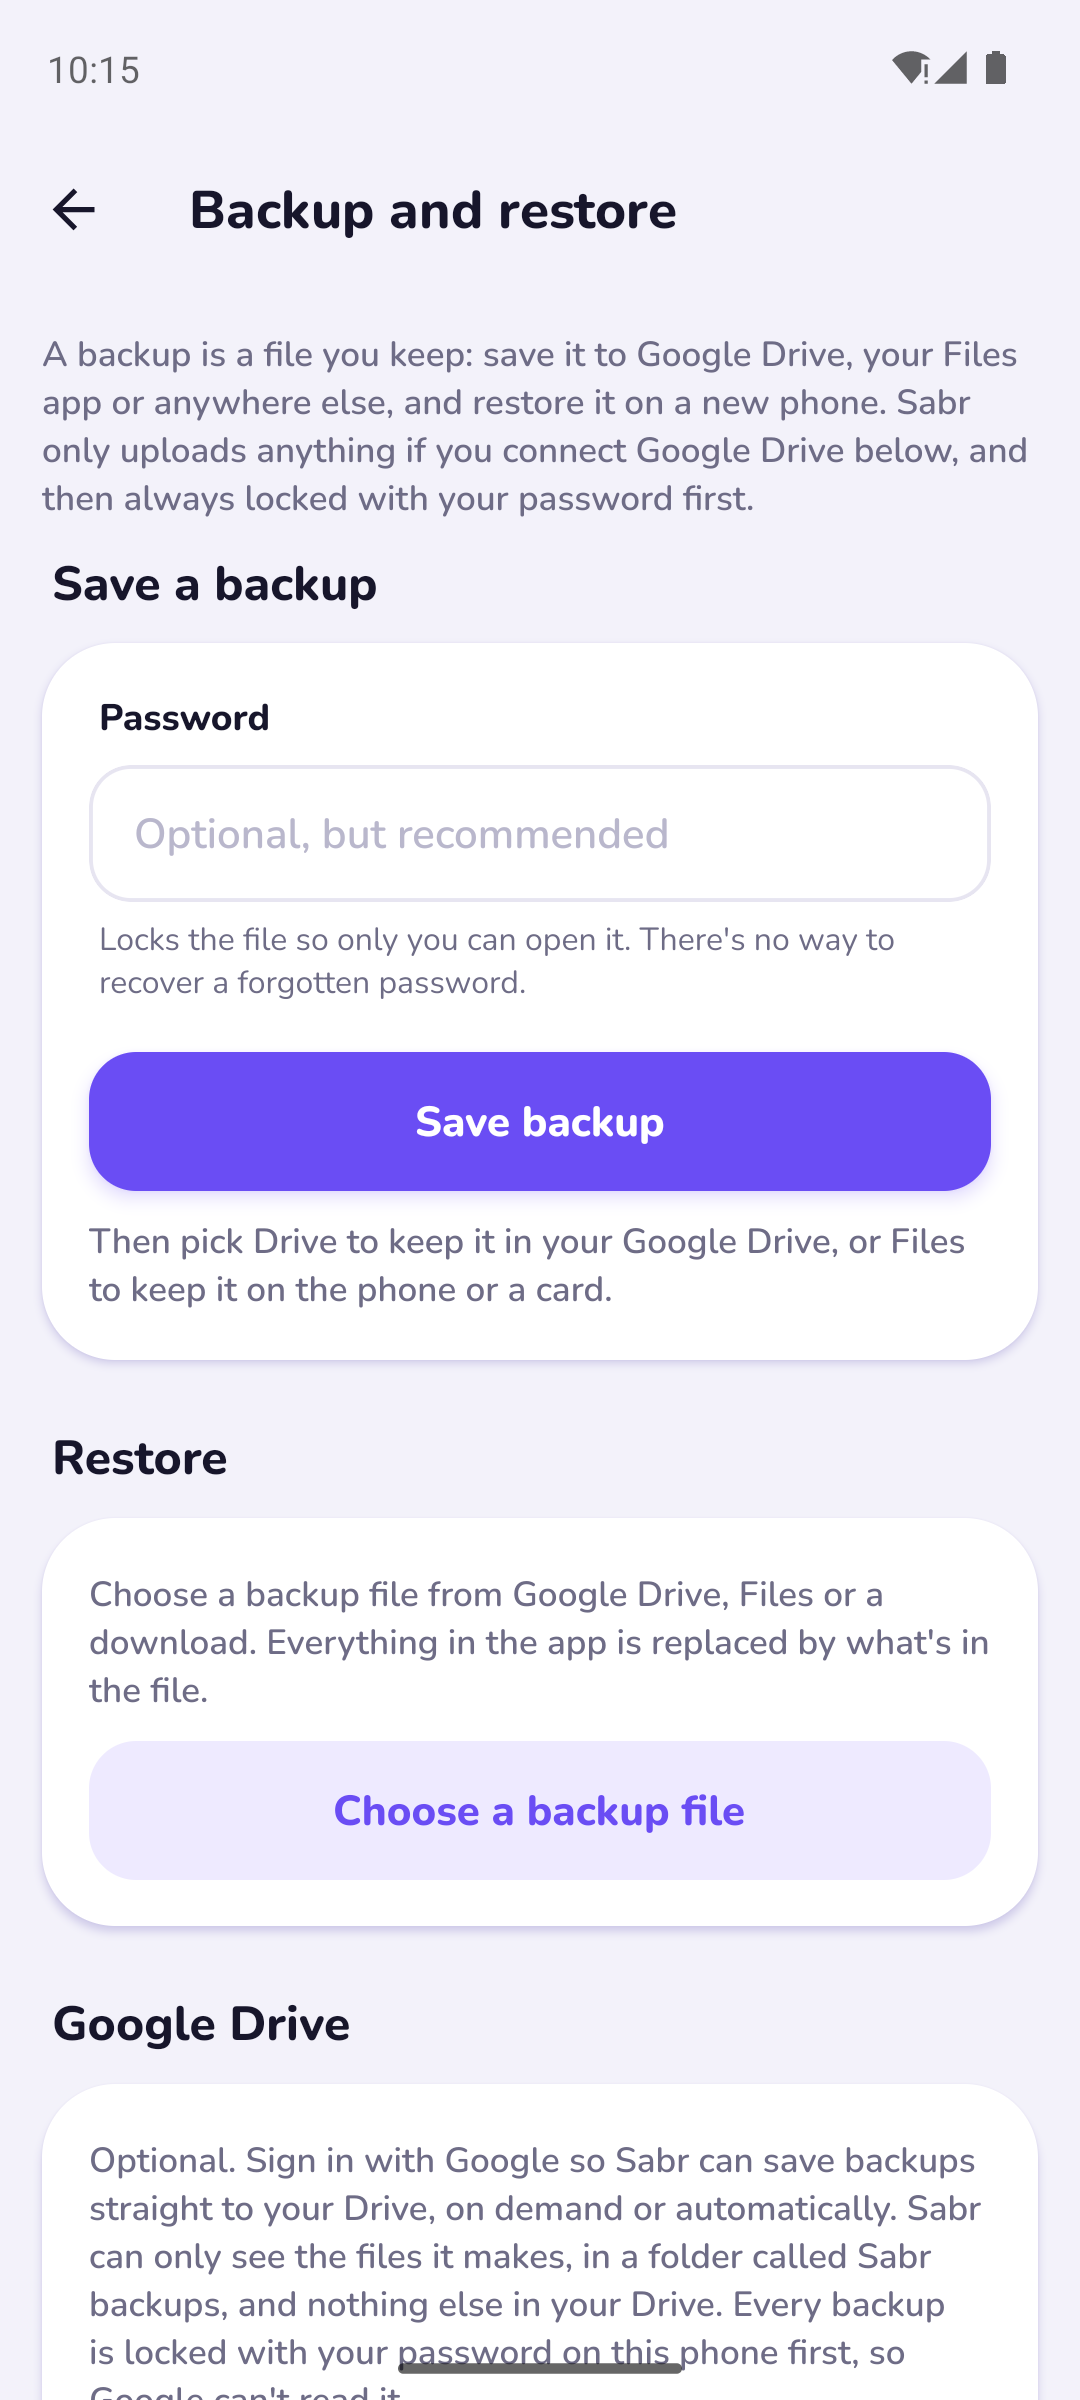 10:15
Backup and restore
A backup is a file you keep: save it to Google Drive, your Files
app or anywhere else, and restore it on a new phone. Sabr
only uploads anything if you connect Google Drive below, and
then always locked with your password first.
Save a backup
Password
Optional, but recommended
Locks the file so only you can open it. There's no way to
recover a forgotten password.
Save backup
Then pick Drive to keep it in your Google Drive, or Files
to keep it on the phone or a card.
Restore
Choose a backup file from Google Drive, Files or a
download. Everything in the app is replaced by what's in
the file.
Choose a backup file
Google Drive
Optional. Sign in with Google so Sabr can save backups
straight to your Drive, on demand or automatically. Sabr
can only see the files it makes, in a folder called Sabr
backups, and nothing else in your Drive. Every backup
is locked with your password on this phone first, so
Google can't read it.